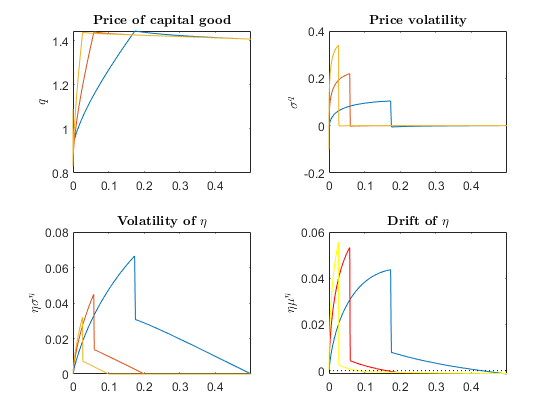 Price of capital good
1.4
1.2
1
0.8
q
0 0.1 0.2 0.3 0.4
Price volatility
0.4
0.2
0
-0.2
σ^q
0 0.1 0.2 0.3 0.4
Volatility of η
0.08
0.06
0.04
0.02
0
ησ^η
0 0.1 0.2 0.3 0.4
Drift of η
0.06
0.04
0.02
0
ημ^η
0 0.1 0.2 0.3 0.4